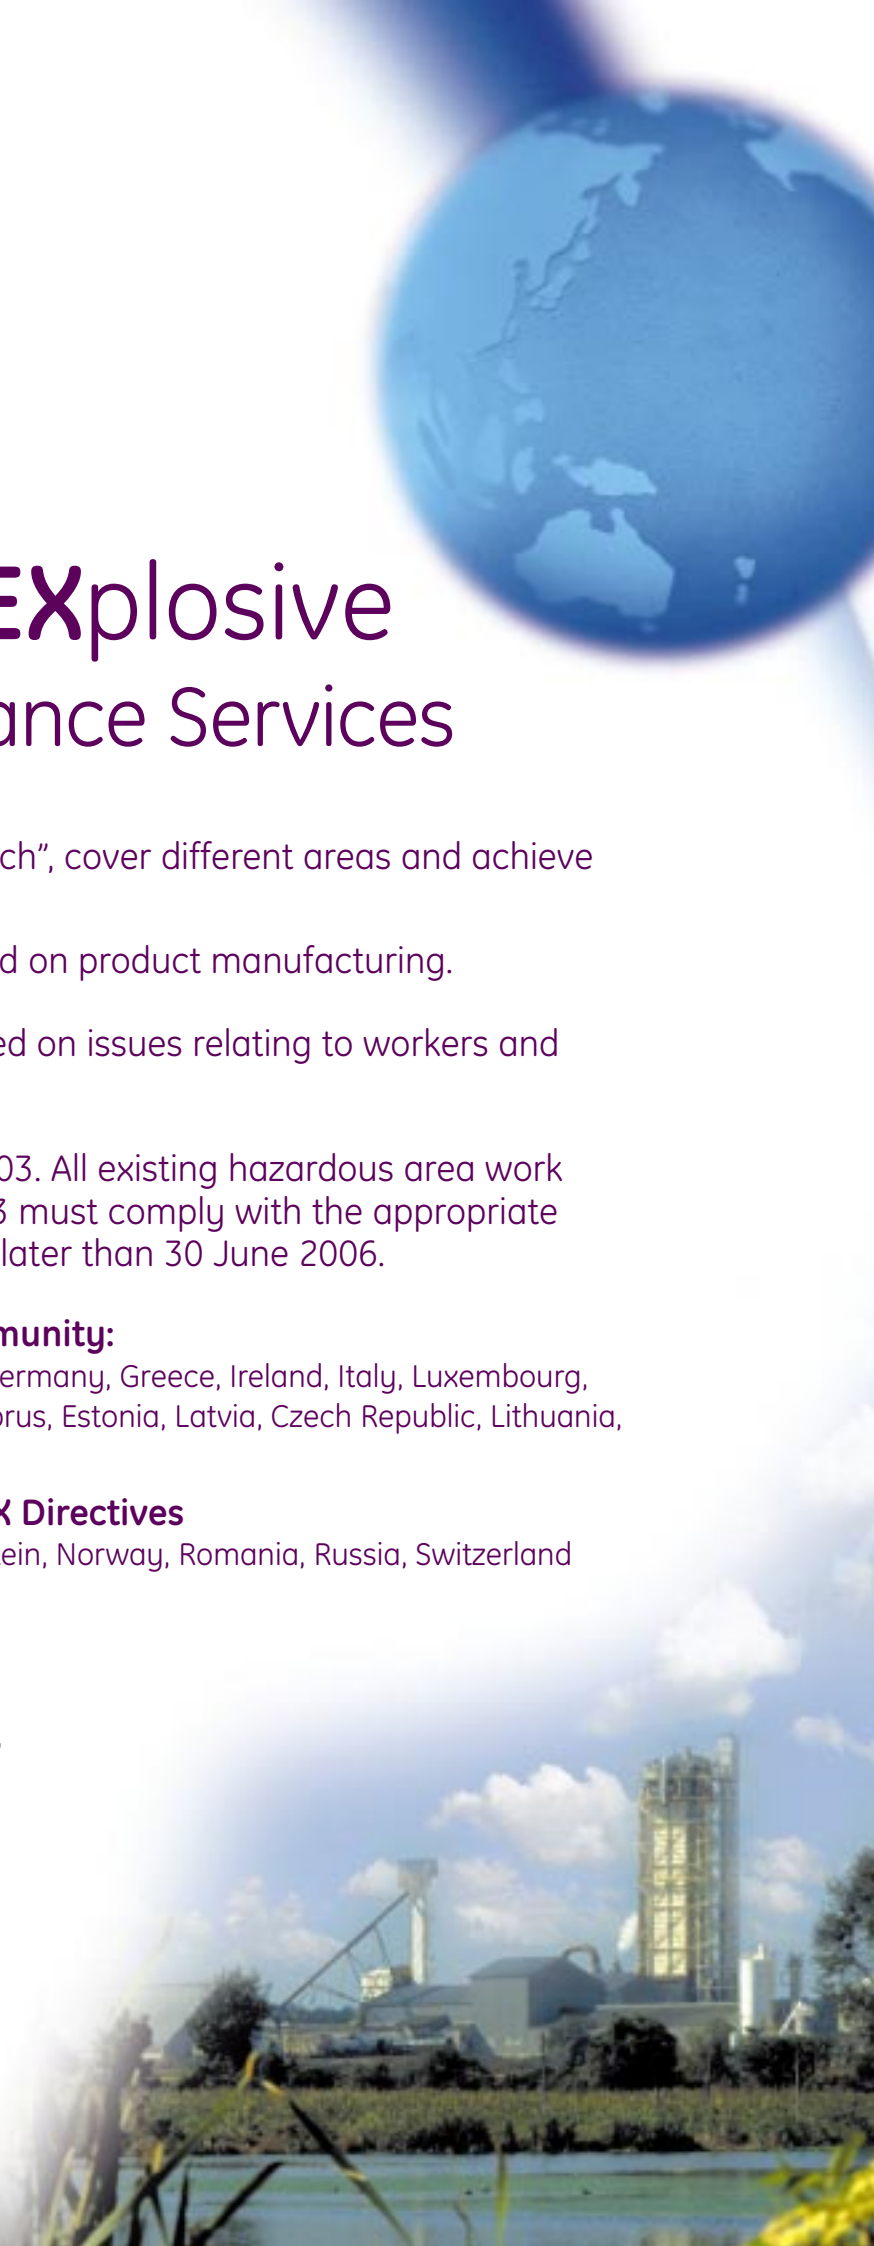 EXplosive
ance Services
ch”, cover different areas and achieve
d on product manufacturing.
ed on issues relating to workers and
03. All existing hazardous area work
3 must comply with the appropriate
later than 30 June 2006.
munity:
ermany, Greece, Ireland, Italy, Luxembourg,
orus, Estonia, Latvia, Czech Republic, Lithuania,
X Directives
ein, Norway, Romania, Russia, Switzerland